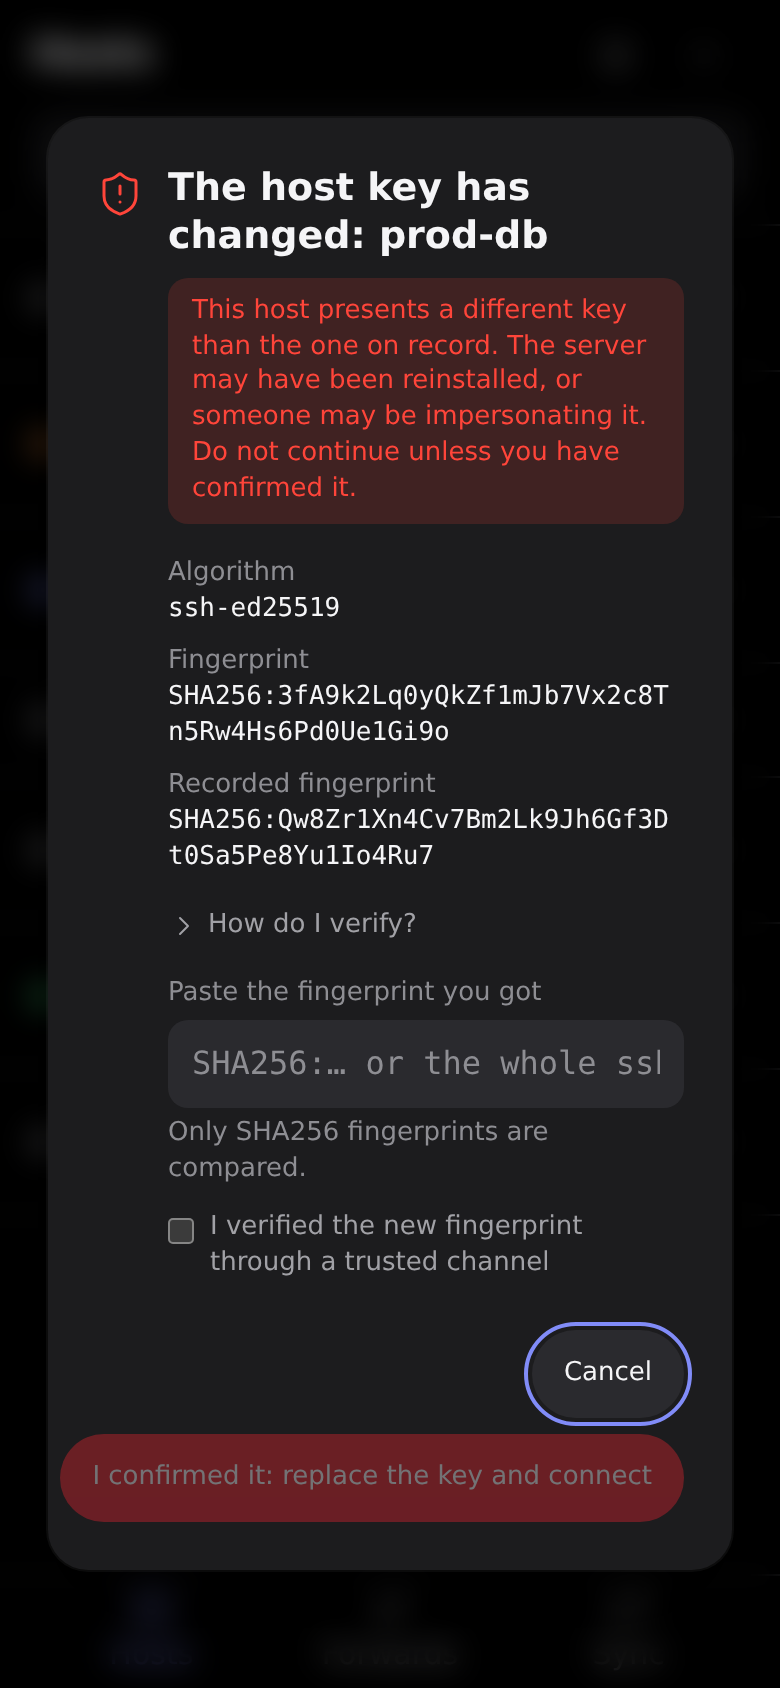 The host key has
changed: prod-db
This host presents a different key
than the one on record. The server
may have been reinstalled, or
someone may be impersonating it.
Do not continue unless you have
confirmed it.
Algorithm
ssh-ed25519
Fingerprint
SHA256:3fA9k2Lq0yQkZf1mJb7Vx2c8T
n5Rw4Hs6Pd0Ue1Gi9o
Recorded fingerprint
SHA256:Qw8Zr1Xn4Cv7Bm2Lk9Jh6Gf3D
t0Sa5Pe8Yu1Io4Ru7
How do I verify?
Paste the fingerprint you got
SHA256:… or the whole ssl
Only SHA256 fingerprints are
compared.
I verified the new fingerprint
through a trusted channel
Cancel
I confirmed it: replace the key and connect